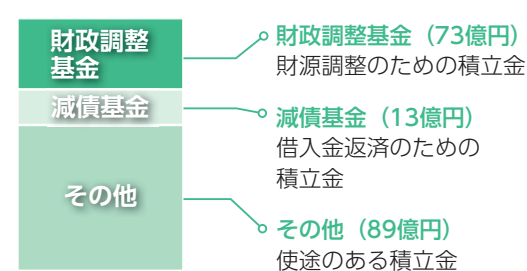 財政調整
基金
減債基金
その他
財政調整基金（73億円）
財源調整のための積立金
減債基金（13億円）
借入金返済のための
積立金
その他（89億円）
使途のある積立金